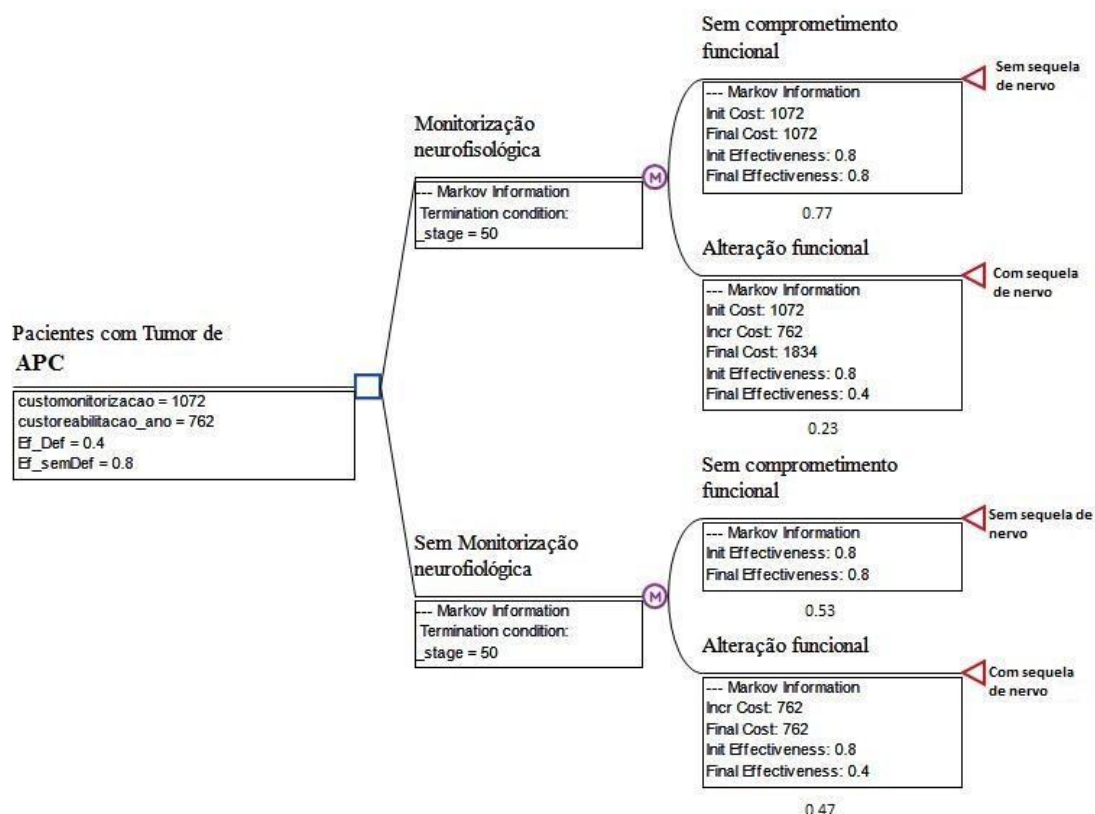 Pacientes com Tumor de
APC
customonitorizacao = 1072
custoreabilitacao_ano = 762
Ef_Def = 0.4
Ef_semDef = 0.8
Monitorização
neurofisológica
--- Markov Information
Termination condition:
_stage = 50
M
Sem comprometimento
funcional
--- Markov Information
Init Cost: 1072
Final Cost: 1072
Init Effectiveness: 0.8
Final Effectiveness: 0.8
0.77
Sem sequela
de nervo
Alteração funcional
--- Markov Information
Init Cost: 1072
Incr Cost: 762
Final Cost: 1834
Init Effectiveness: 0.8
Final Effectiveness: 0.4
0.23
Com sequela
de nervo
Sem Monitorização
neurofiológica
--- Markov Information
Termination condition:
_stage = 50
M
Sem comprometimento
funcional
--- Markov Information
Init Effectiveness: 0.8
Final Effectiveness: 0.8
0.53
Sem sequela de
nervo
Alteração funcional
--- Markov Information
Incr Cost: 762
Final Cost: 762
Init Effectiveness: 0.8
Final Effectiveness: 0.4
0.47
Com sequela
de nervo